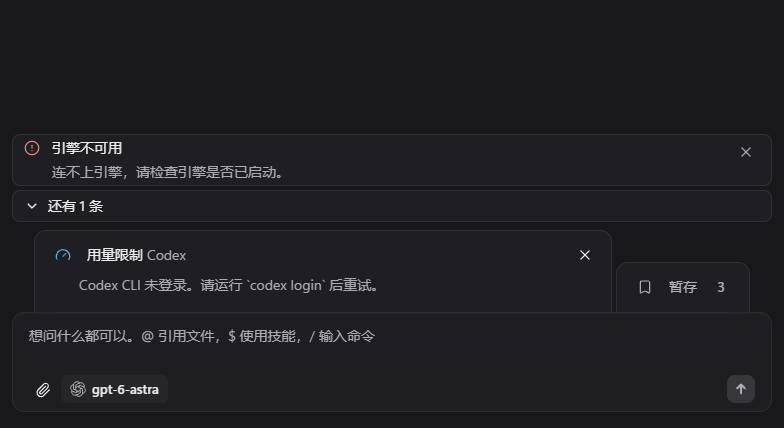 引擎不可用
连不上引擎，请检查引擎是否已启动。
还有 1 条
用量限制 Codex
Codex CLI 未登录。请运行 `codex login` 后重试。
暂存 3
想问什么都可以。@ 引用文件，$ 使用技能，/ 输入命令
gpt-6-astra